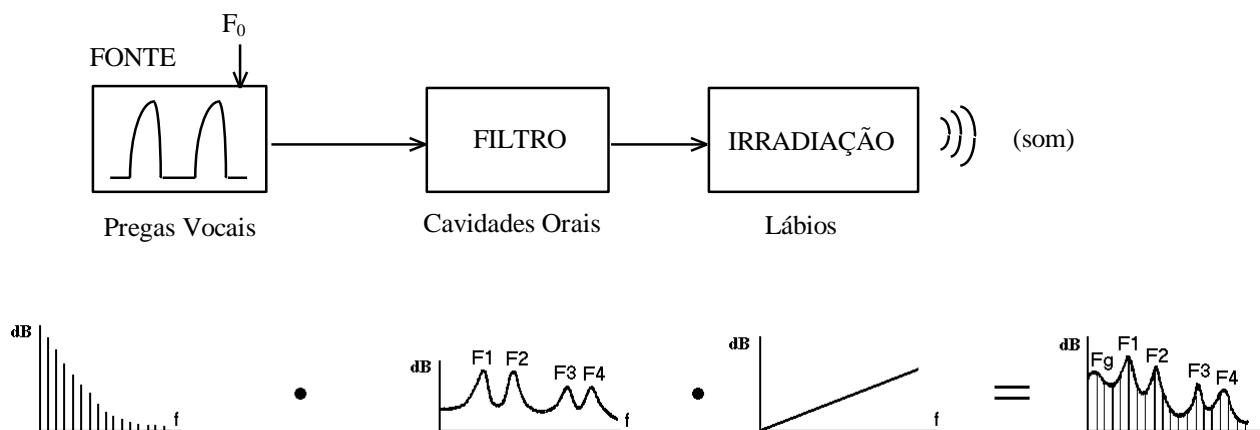 F₀
FONTE
FILTRO
IRRADIAÇÃO
(som)
Pregas Vocais
Cavidades Orais
Lábios
dB
f
•
dB
F1 F2 F3 F4
f
•
dB
f
=
dB
Fg F1 F2 F3 F4
f